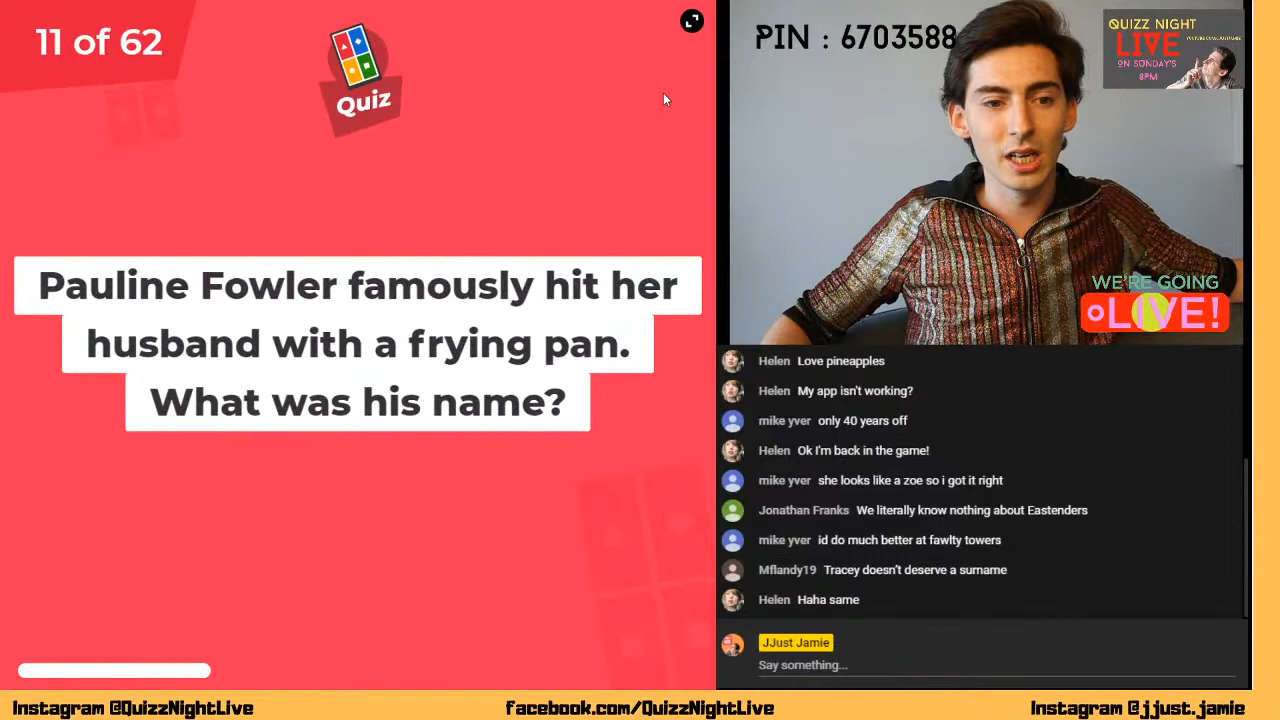 11 of 62
Quiz
Pauline Fowler famously hit her
husband with a frying pan.
What was his name?
PIN : 6703588
QUIZZ NIGHT
LIVE
YOUTUBE.COM/JJUSTJAMIE
ON SUNDAY'S
8PM
WE'RE GOING
LIVE!
Helen Love pineapples
Helen My app isn't working?
mike yver only 40 years off
Helen Ok I'm back in the game!
mike yver she looks like a zoe so i got it right
Jonathan Franks We literally know nothing about Eastenders
mike yver id do much better at fawlty towers
Mflandy19 Tracey doesn't deserve a surname
Helen Haha same
JJust Jamie
Say something...
Instagram @QuizzNightLive
facebook.com/QuizzNightLive
Instagram @jjust.jamie